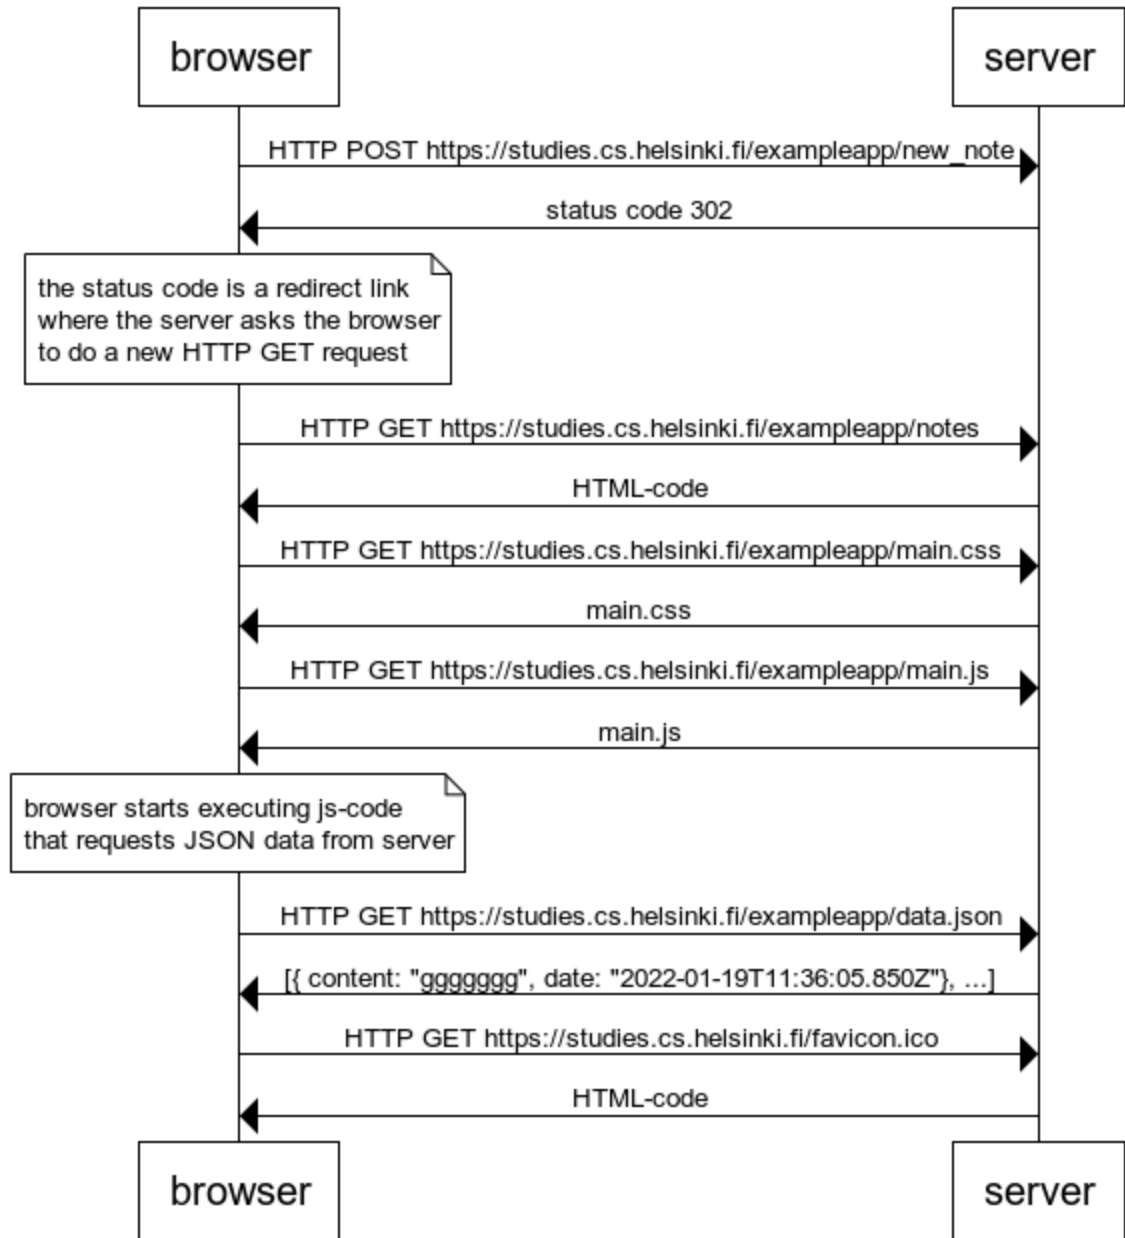 browser
server
HTTP POST https://studies.cs.helsinki.fi/exampleapp/new_note
status code 302
the status code is a redirect link
where the server asks the browser
to do a new HTTP GET request
HTTP GET https://studies.cs.helsinki.fi/exampleapp/notes
HTML-code
HTTP GET https://studies.cs.helsinki.fi/exampleapp/main.css
main.css
HTTP GET https://studies.cs.helsinki.fi/exampleapp/main.js
main.js
browser starts executing js-code
that requests JSON data from server
HTTP GET https://studies.cs.helsinki.fi/exampleapp/data.json
[{ content: "ggggggg", date: "2022-01-19T11:36:05.850Z"}, ...]
HTTP GET https://studies.cs.helsinki.fi/favicon.ico
HTML-code
browser
server